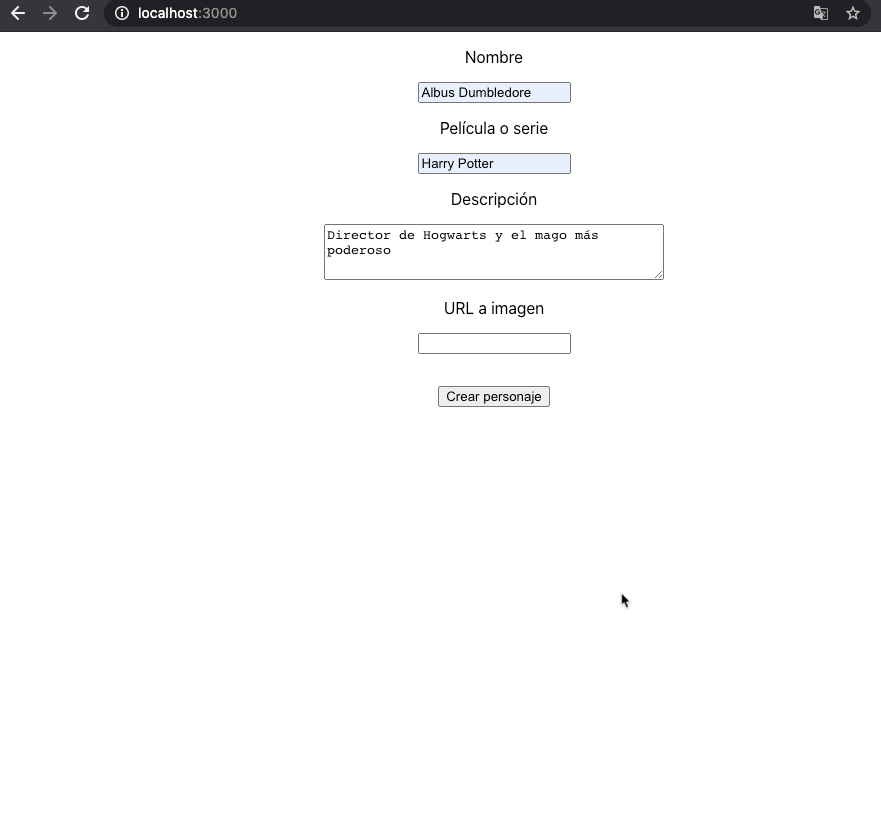 localhost:3000
Nombre
Albus Dumbledore
Película o serie
Harry Potter
Descripción
Director de Hogwarts y el mago más
poderoso
URL a imagen
Crear personaje